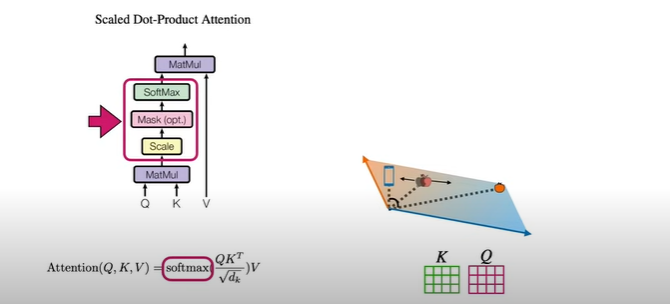 Scaled Dot-Product Attention
MatMul
SoftMax
Mask (opt.)
Scale
MatMul
Q K V
Attention(Q, K, V) = softmax(QK^T/√d_k)V
K Q